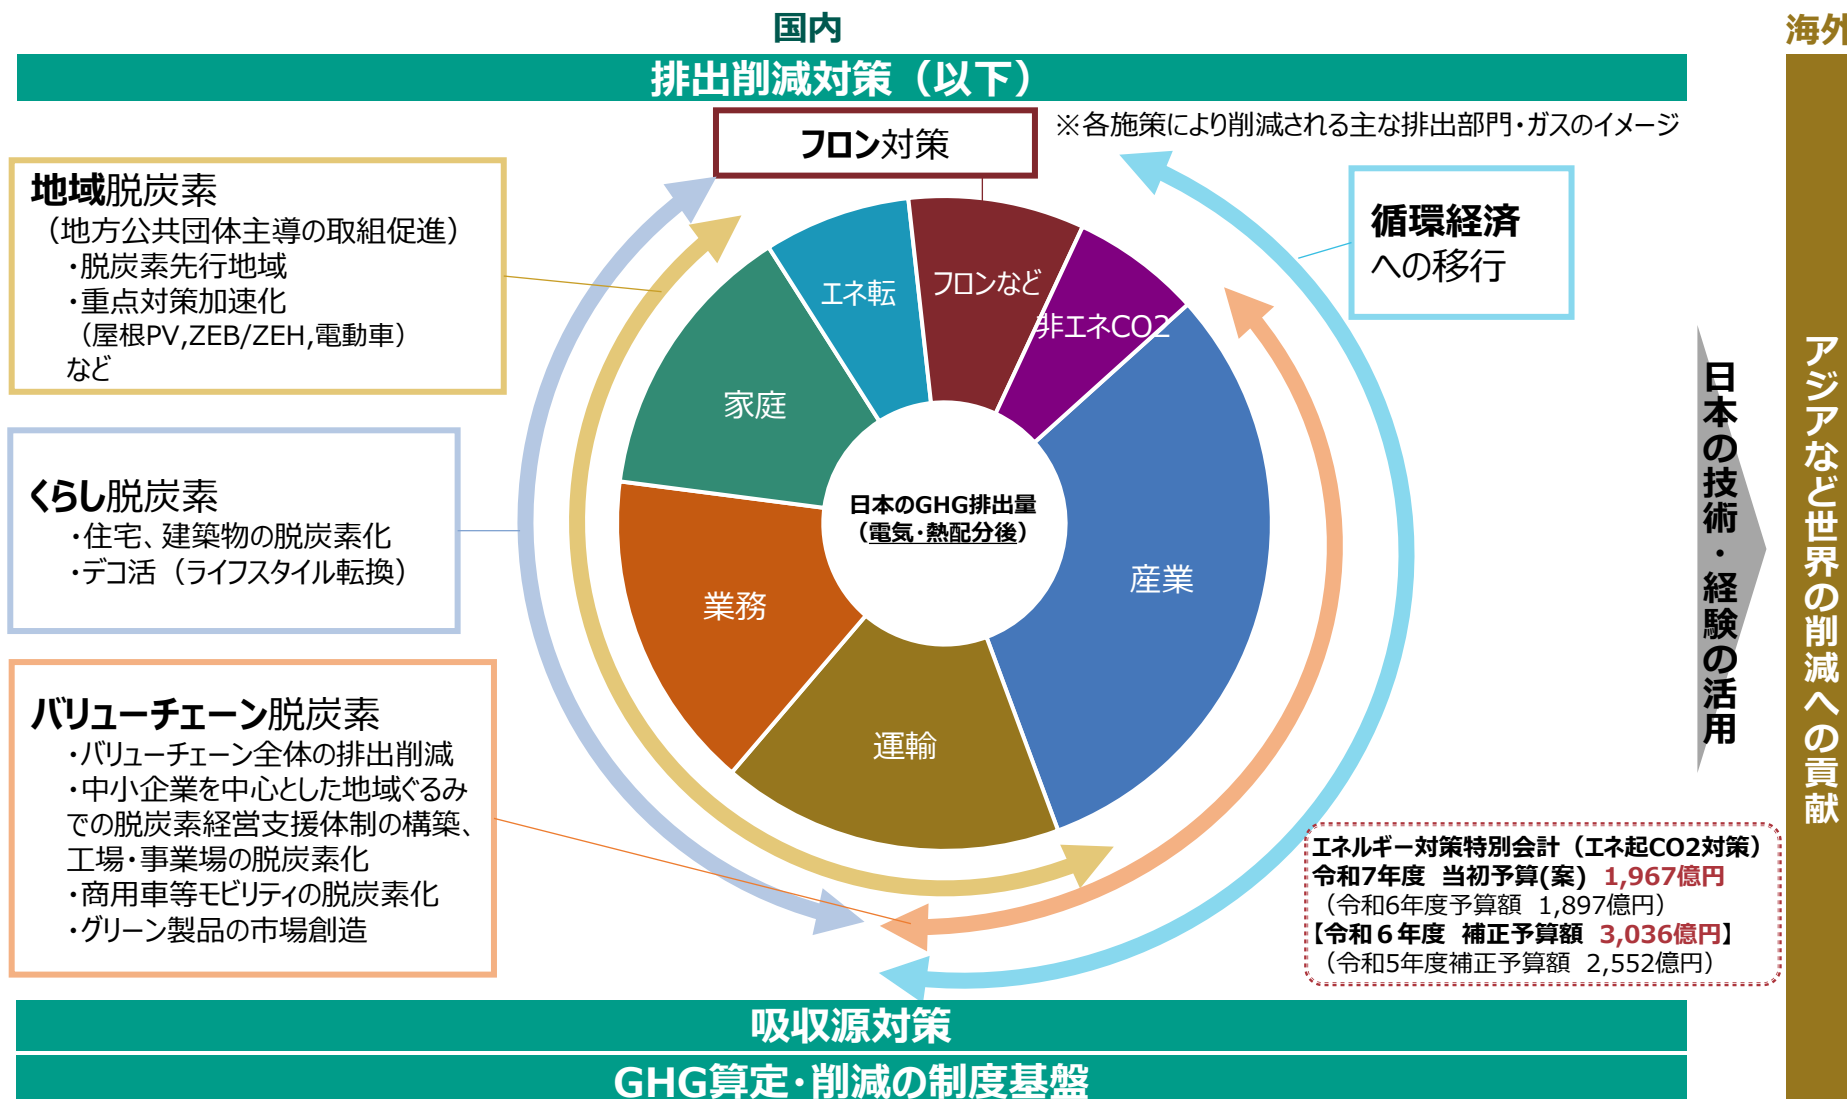 国内
海外
排出削減対策（以下）
※各施策により削減される主な排出部門・ガスのイメージ
フロン対策
地域脱炭素
（地方公共団体主導の取組促進）
・脱炭素先行地域
・重点対策加速化
（屋根PV,ZEB/ZEH,電動車）
など
循環経済
への移行
くらし脱炭素
・住宅、建築物の脱炭素化
・デコ活（ライフスタイル転換）
バリューチェーン脱炭素
・バリューチェーン全体の排出削減
・中小企業を中心とした地域ぐるみ
での脱炭素経営支援体制の構築、
工場・事業場の脱炭素化
・商用車等モビリティの脱炭素化
・グリーン製品の市場創造
エネ転
フロンなど
非エネCO2
家庭
業務
運輸
産業
日本のGHG排出量
（電気・熱配分後）
日本の技術・経験の活用
アジアなど世界の削減への貢献
エネルギー対策特別会計（エネ起CO2対策）
令和7年度 当初予算(案) 1,967億円
（令和6年度予算額 1,897億円）
【令和６年度 補正予算額 3,036億円】
（令和5年度補正予算額 2,552億円）
吸収源対策
GHG算定・削減の制度基盤